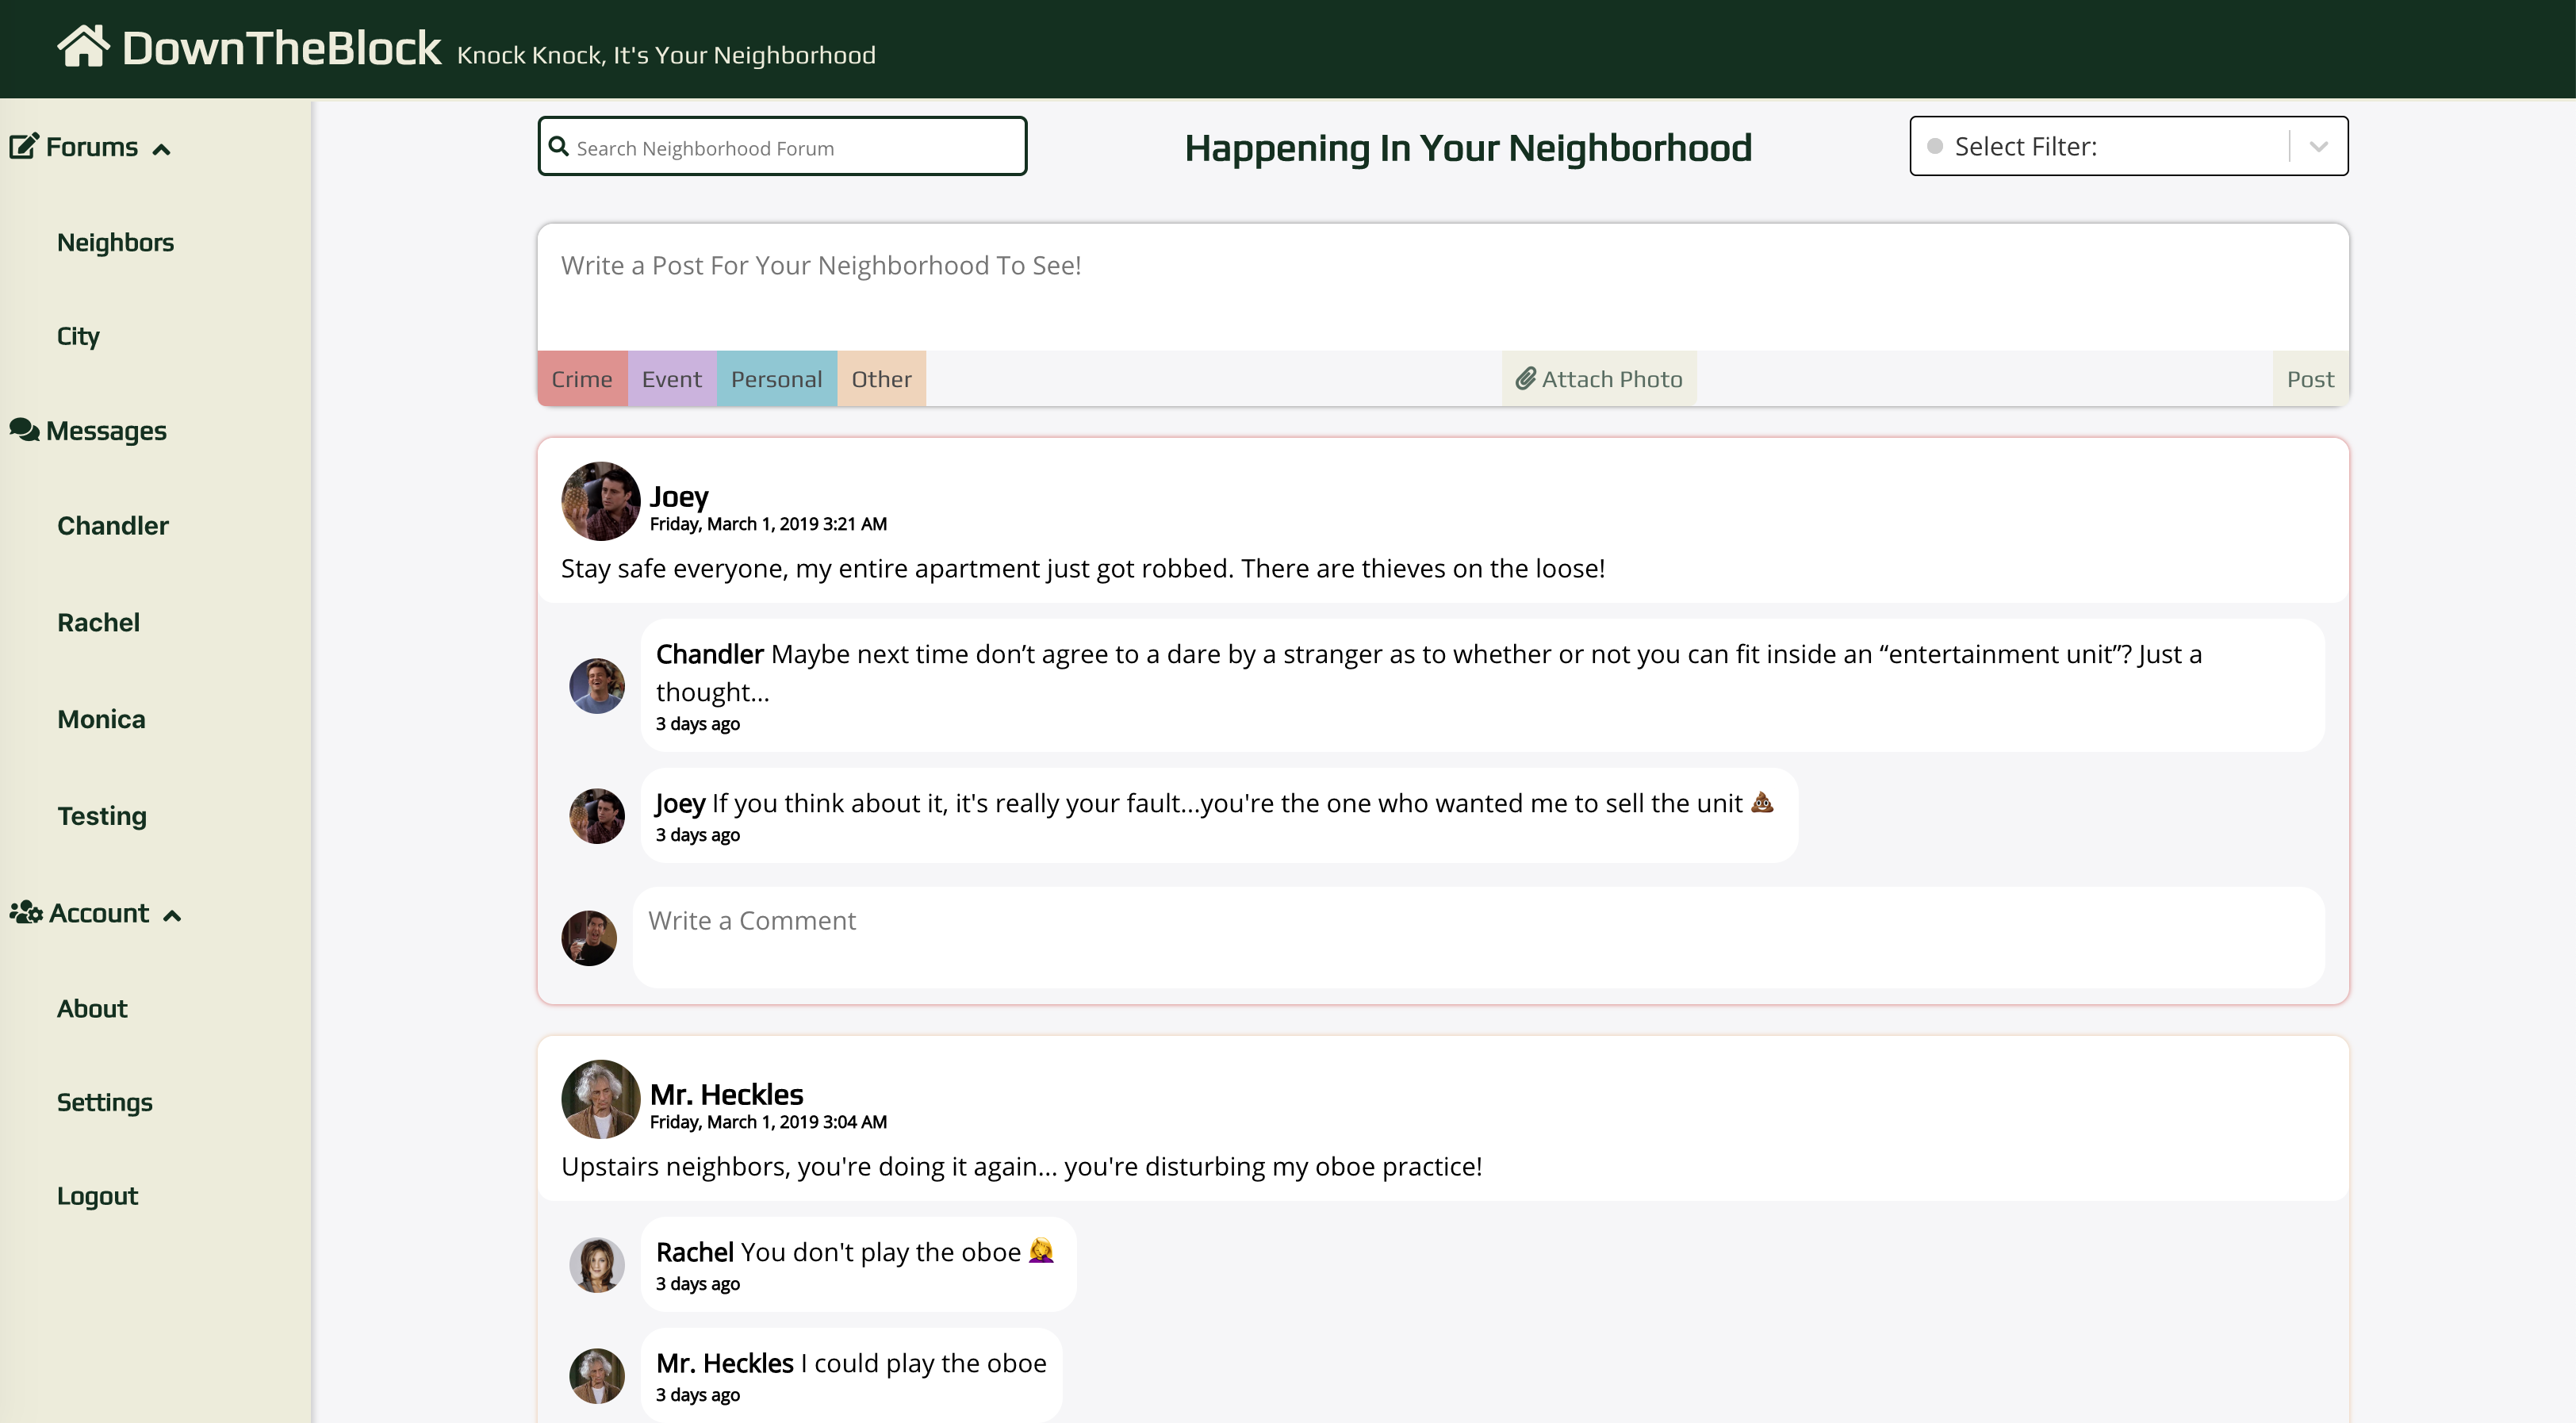 DownTheBlock Knock Knock, It's Your Neighborhood
Forums
Neighbors
City
Messages
Chandler
Rachel
Monica
Testing
Account
About
Settings
Logout
Search Neighborhood Forum
Happening In Your Neighborhood
Select Filter:
Write a Post For Your Neighborhood To See!
Crime Event Personal Other Attach Photo Post
Joey
Friday, March 1, 2019 3:21 AM
Stay safe everyone, my entire apartment just got robbed. There are thieves on the loose!
Chandler Maybe next time don’t agree to a dare by a stranger as to whether or not you can fit inside an “entertainment unit”? Just a
thought...
3 days ago
Joey If you think about it, it's really your fault...you're the one who wanted me to sell the unit 💩
3 days ago
Write a Comment
Mr. Heckles
Friday, March 1, 2019 3:04 AM
Upstairs neighbors, you're doing it again... you're disturbing my oboe practice!
Rachel You don't play the oboe 🤦‍♀️
3 days ago
Mr. Heckles I could play the oboe
3 days ago